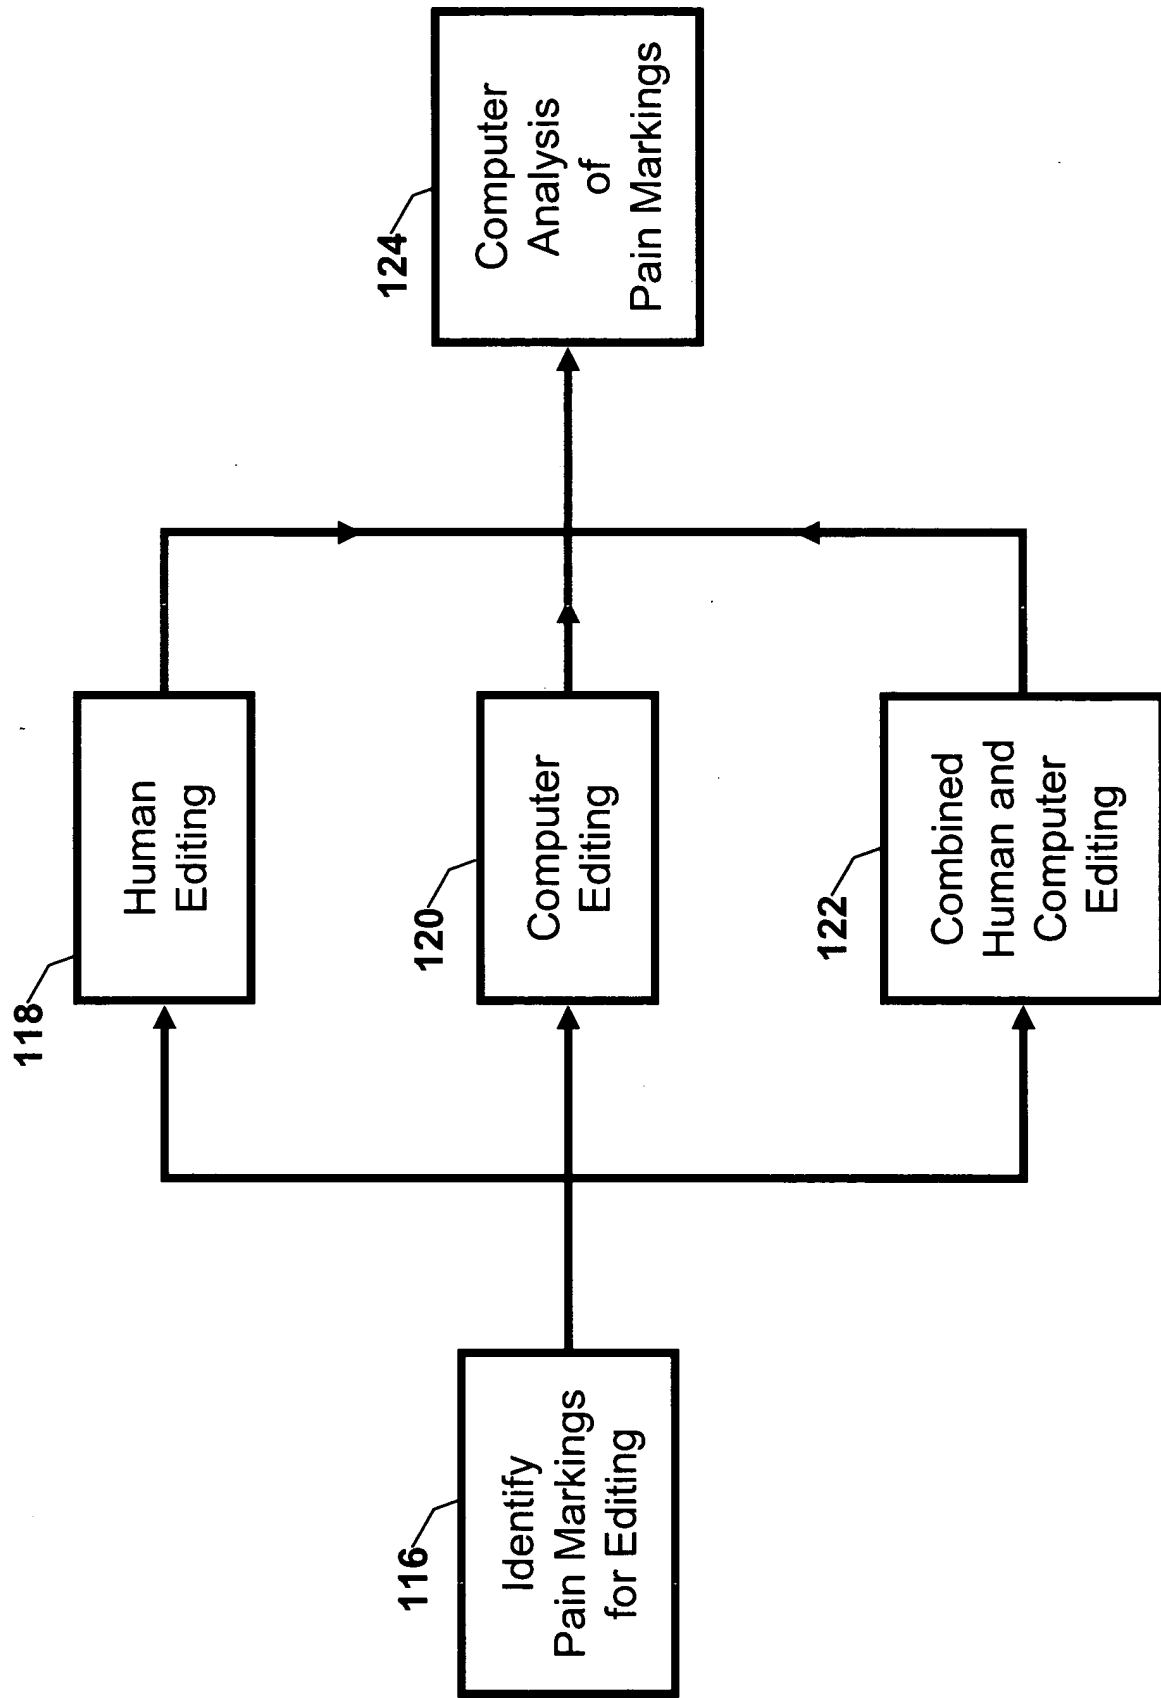 116
Identify
Pain Markings
for Editing
118
Human
Editing
120
Computer
Editing
122
Combined
Human and
Computer
Editing
124
Computer
Analysis
of
Pain Markings